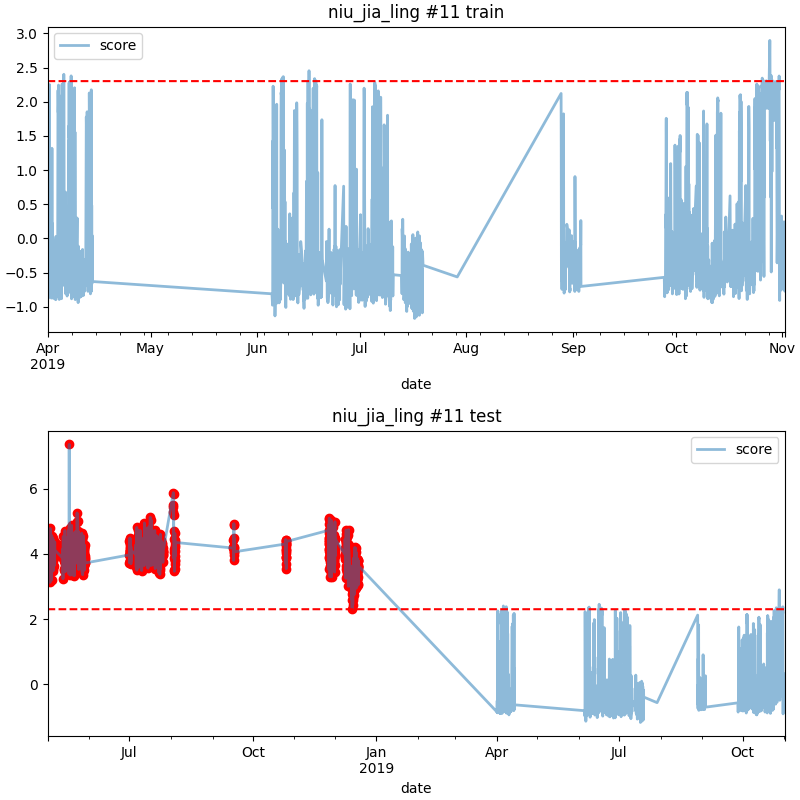 niu_jia_ling #11 train
score
3.0
2.5
2.0
1.5
1.0
0.5
0.0
−0.5
−1.0
Apr May Jun Jul Aug Sep Oct Nov
2019
date
niu_jia_ling #11 test
score
6
4
2
0
Jul Oct Jan Apr Jul Oct
2019
date